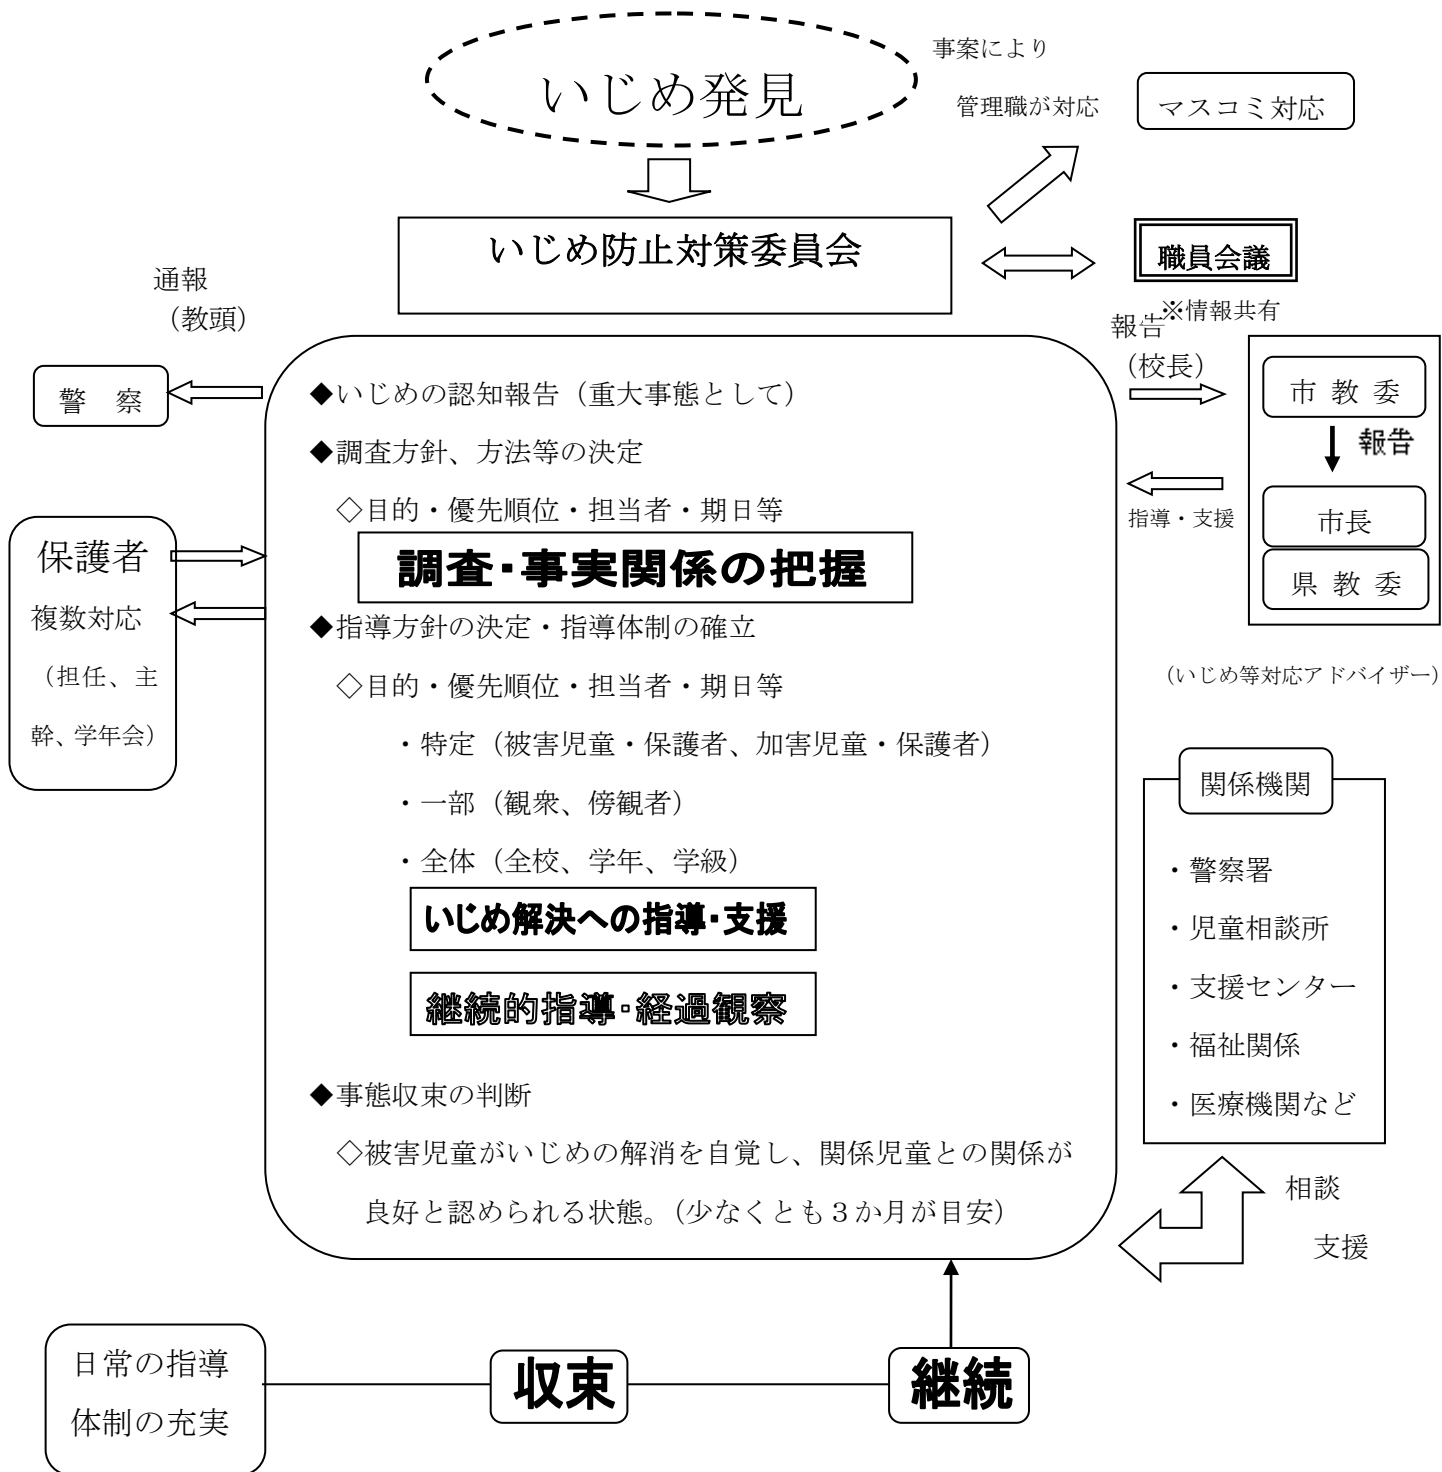 いじめ発見
事案により
管理職が対応
マスコミ対応
いじめ防止対策委員会
職員会議
※情報共有
通報
（教頭）
警　察
報告
（校長）
市 教 委
報告
市長
県 教 委
指導・支援
（いじめ等対応アドバイザー）
保護者
複数対応
（担任、主
幹、学年会）
◆いじめの認知報告（重大事態として）
◆調査方針、方法等の決定
◇目的・優先順位・担当者・期日等
調査・事実関係の把握
◆指導方針の決定・指導体制の確立
◇目的・優先順位・担当者・期日等
・特定（被害児童・保護者、加害児童・保護者）
・一部（観衆、傍観者）
・全体（全校、学年、学級）
いじめ解決への指導・支援
継続的指導・経過観察
◆事態収束の判断
◇被害児童がいじめの解消を自覚し、関係児童との関係が
良好と認められる状態。（少なくとも３か月が目安）
関係機関
・警察署
・児童相談所
・支援センター
・福祉関係
・医療機関など
相談
支援
日常の指導
体制の充実
収束
継続